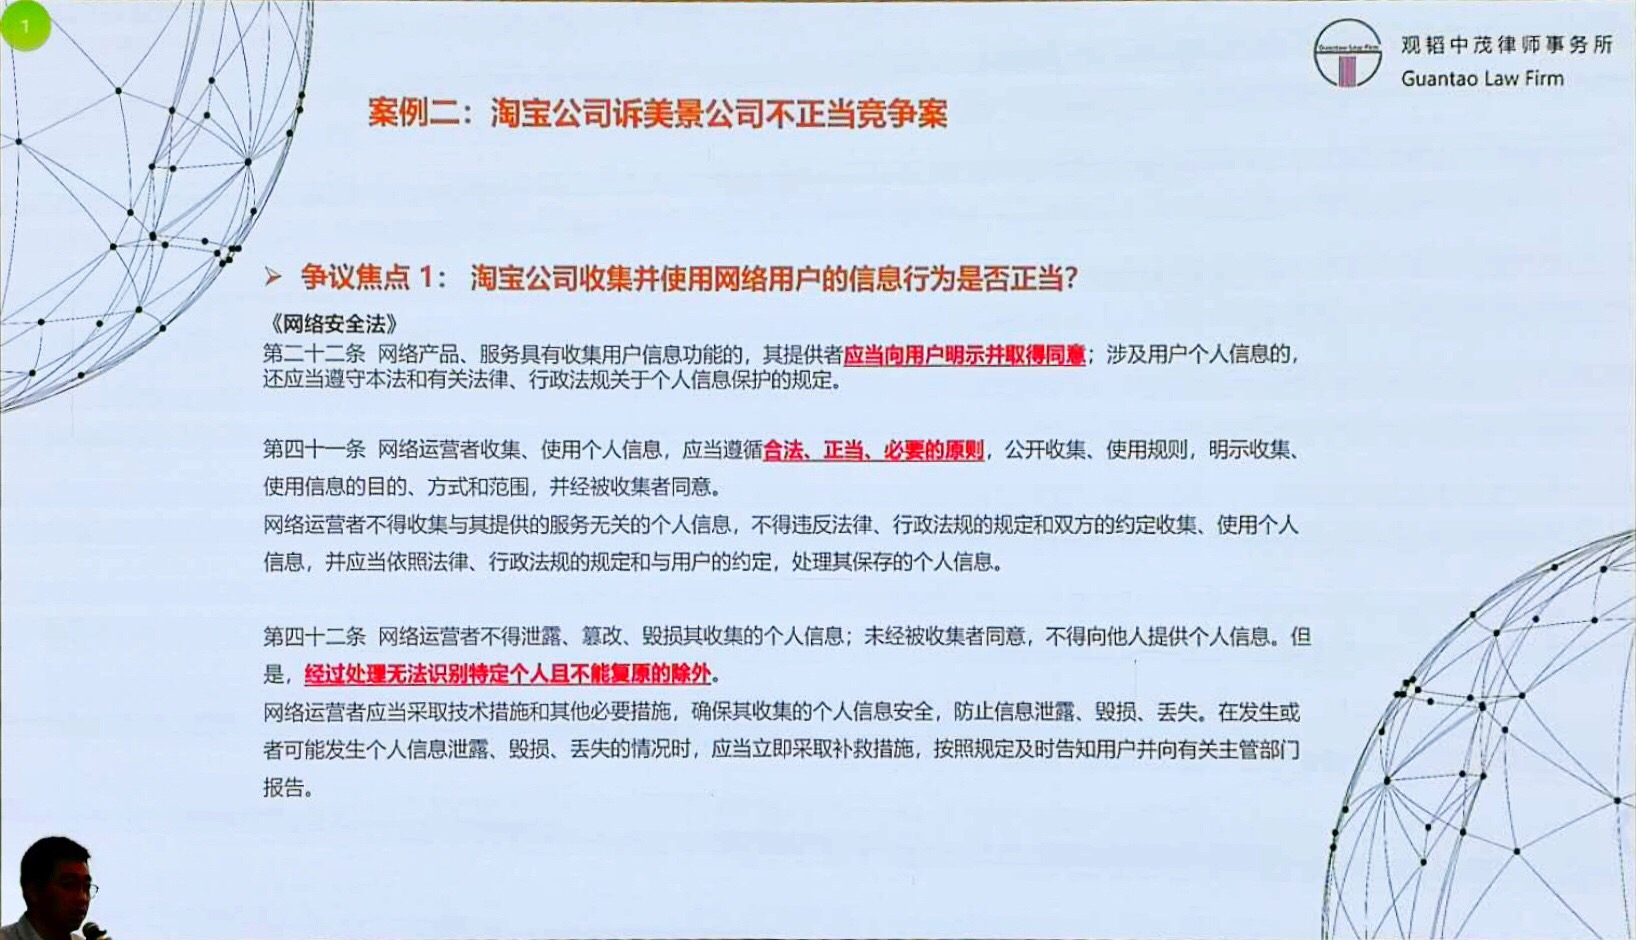 1
Guantao Law Firm
观韬中茂律师事务所
Guantao Law Firm
案例二：淘宝公司诉美景公司不正当竞争案
➢ 争议焦点 1： 淘宝公司收集并使用网络用户的信息行为是否正当？
《网络安全法》
第二十二条 网络产品、服务具有收集用户信息功能的，其提供者应当向用户明示并取得同意；涉及用户个人信息的，
还应当遵守本法和有关法律、行政法规关于个人信息保护的规定。
第四十一条 网络运营者收集、使用个人信息，应当遵循合法、正当、必要的原则，公开收集、使用规则，明示收集、
使用信息的目的、方式和范围，并经被收集者同意。
网络运营者不得收集与其提供的服务无关的个人信息，不得违反法律、行政法规的规定和双方的约定收集、使用个人
信息，并应当依照法律、行政法规的规定和与用户的约定，处理其保存的个人信息。
第四十二条 网络运营者不得泄露、篡改、毁损其收集的个人信息；未经被收集者同意，不得向他人提供个人信息。但
是，经过处理无法识别特定个人且不能复原的除外。
网络运营者应当采取技术措施和其他必要措施，确保其收集的个人信息安全，防止信息泄露、毁损、丢失。在发生或
者可能发生个人信息泄露、毁损、丢失的情况时，应当立即采取补救措施，按照规定及时告知用户并向有关主管部门
报告。